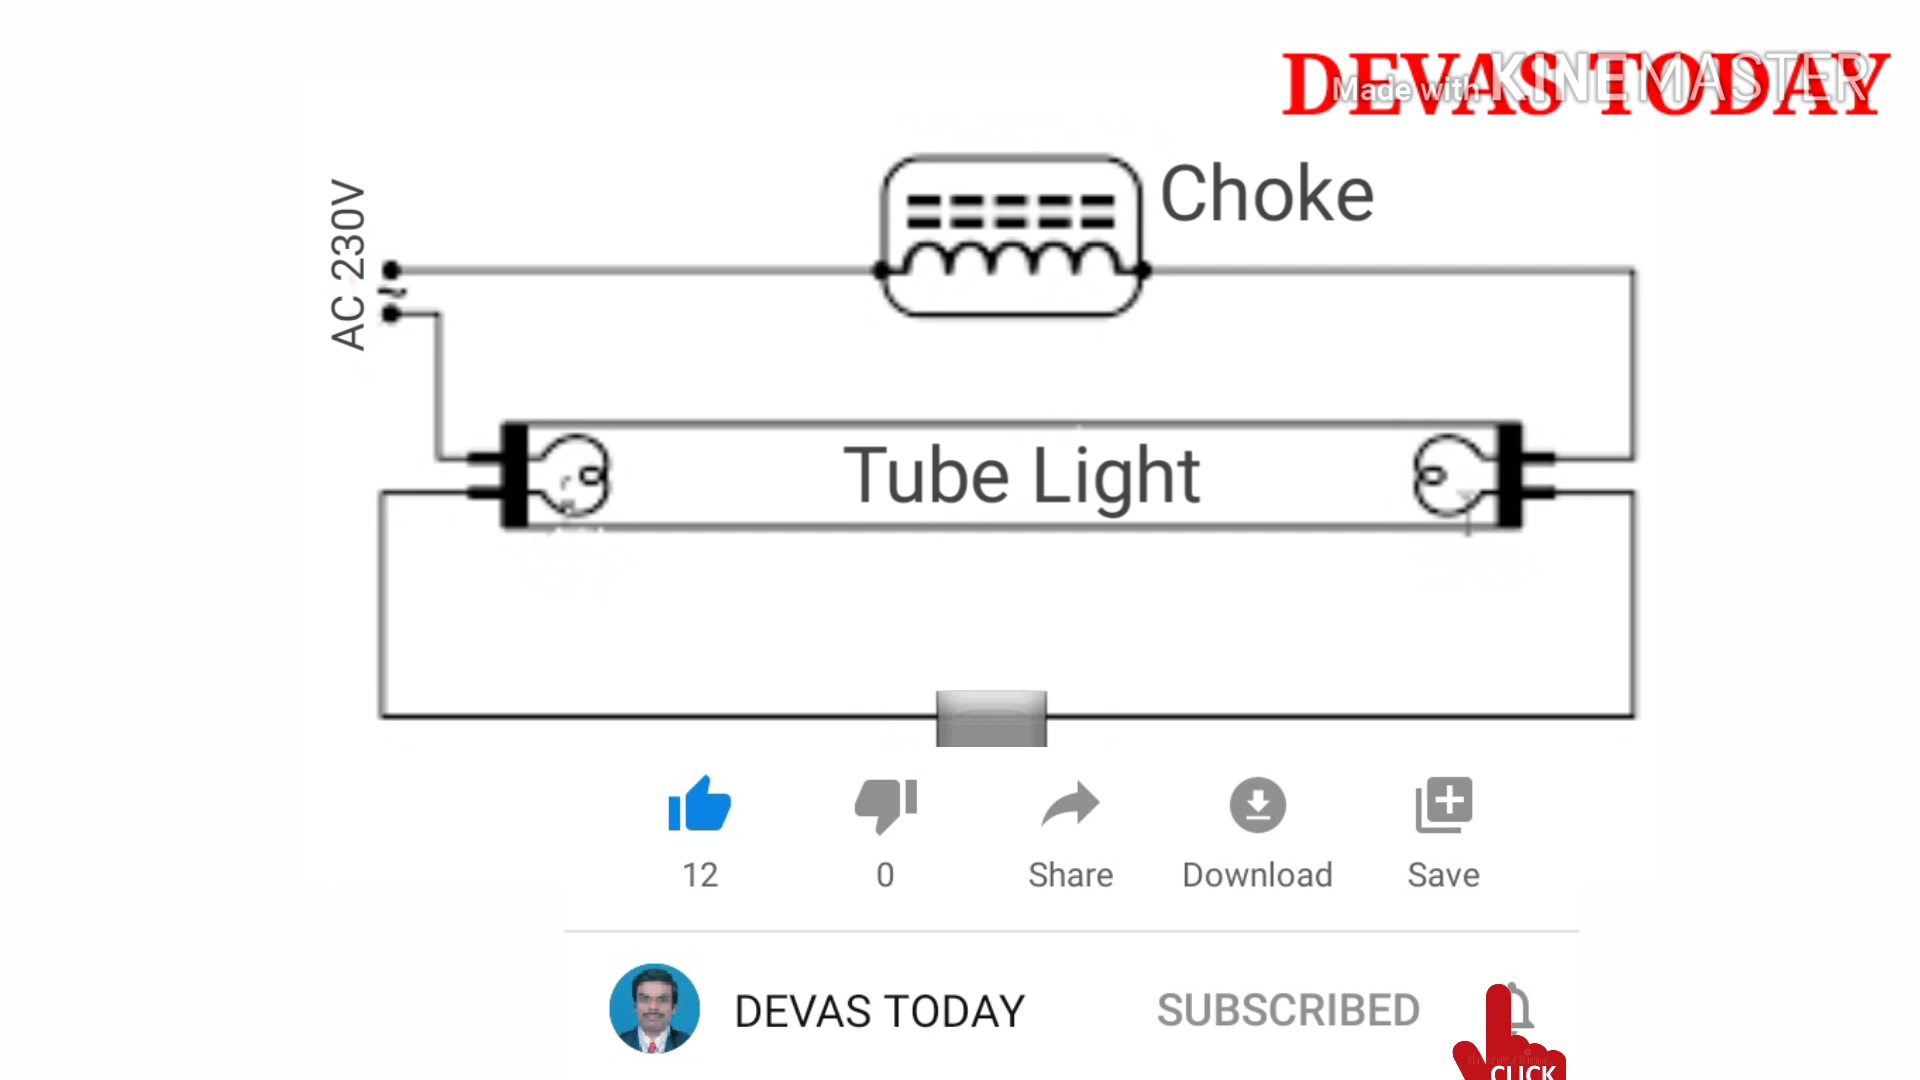 DEVAS TODAY
Made with KINEMASTER
AC 230V
~
Choke
Tube Light
12
0
Share
Download
Save
DEVAS TODAY
SUBSCRIBED
CLICK